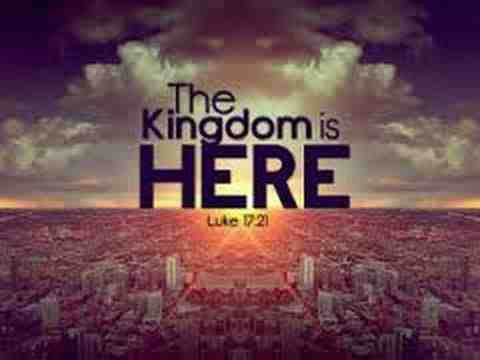 The
Kingdom is
HERE
Luke 17:21